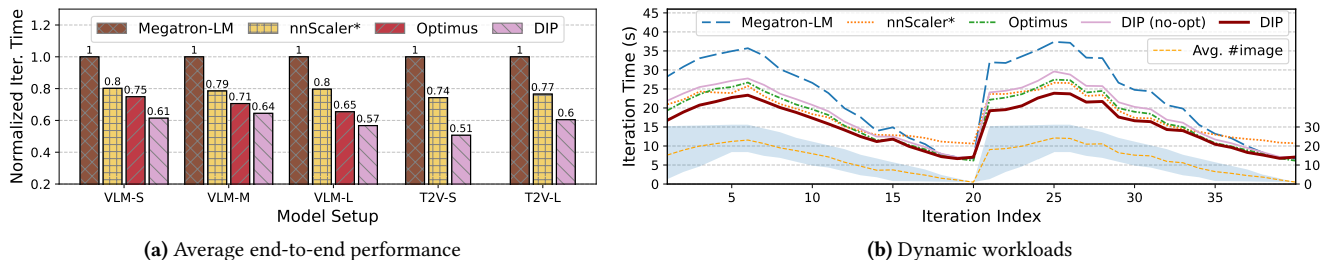 Megatron-LM nnScaler* Optimus DIP
Normalized Iter. Time
1.2
1.0
0.8
0.6
0.4
0.2
1 0.8 0.75 0.61
1 0.79 0.71 0.64
1 0.8 0.65 0.57
1 0.74 0.51
1 0.77 0.6
VLM-S VLM-M VLM-L T2V-S T2V-L
Model Setup
(a) Average end-to-end performance
Megatron-LM nnScaler* Optimus DIP (no-opt) DIP
Avg. #image
Iteration Time (s)
45
40
35
30
25
20
15
10
5
0
30
20
10
0
5 10 15 20 25 30 35
Iteration Index
(b) Dynamic workloads